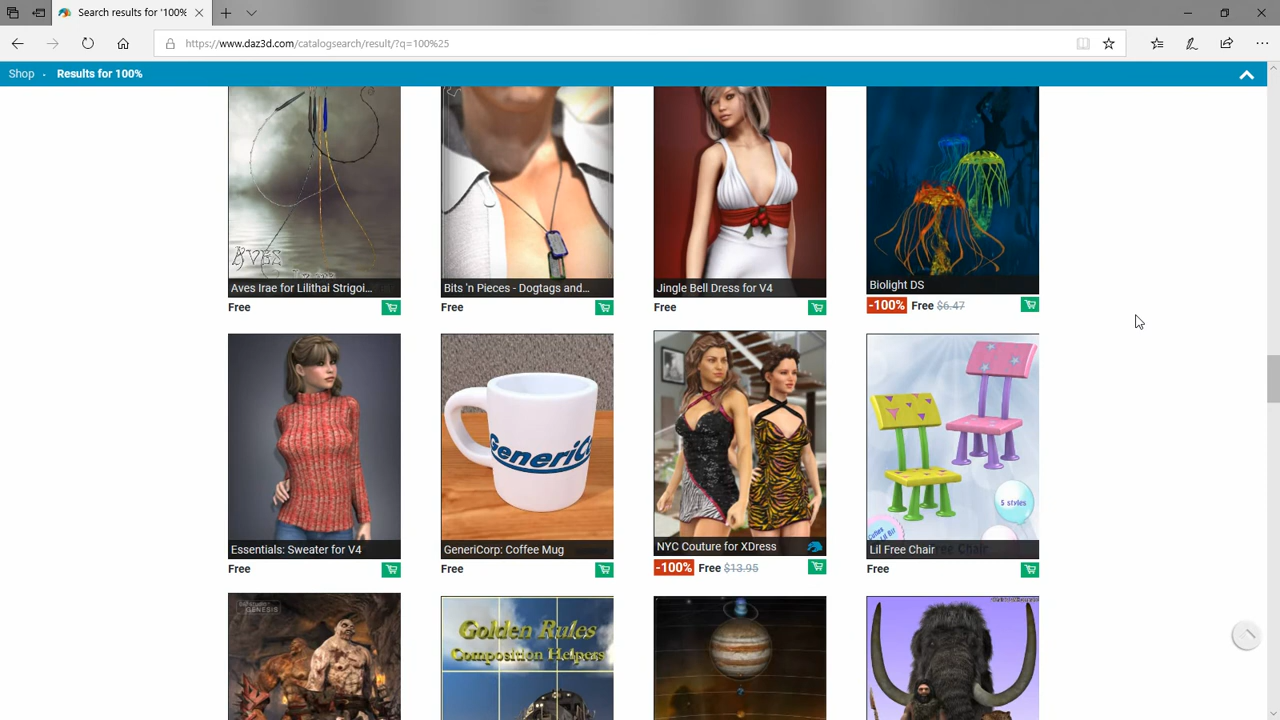 Search results for '100%
https://www.daz3d.com/catalogsearch/result/?q=100%25
Shop - Results for 100%
Aves
Aves Irae for Lilithai Strigoi...
Free
Bits 'n Pieces - Dogtags and...
Free
Jingle Bell Dress for V4
Free
Biolight DS
-100% Free $6.47
Essentials: Sweater for V4
Free
GeneriCo
GeneriCorp: Coffee Mug
Free
NYC Couture for XDress
-100% Free $13.95
5 styles
Lil Free Chair
Free
GENESIS
Golden Rules
Composition Helpers